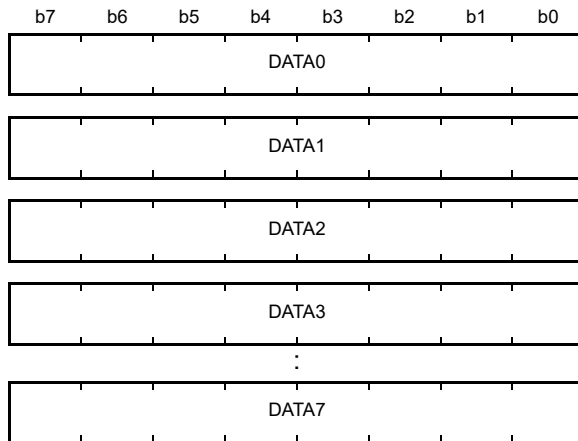 b7 b6 b5 b4 b3 b2 b1 b0
DATA0
DATA1
DATA2
DATA3
:
DATA7